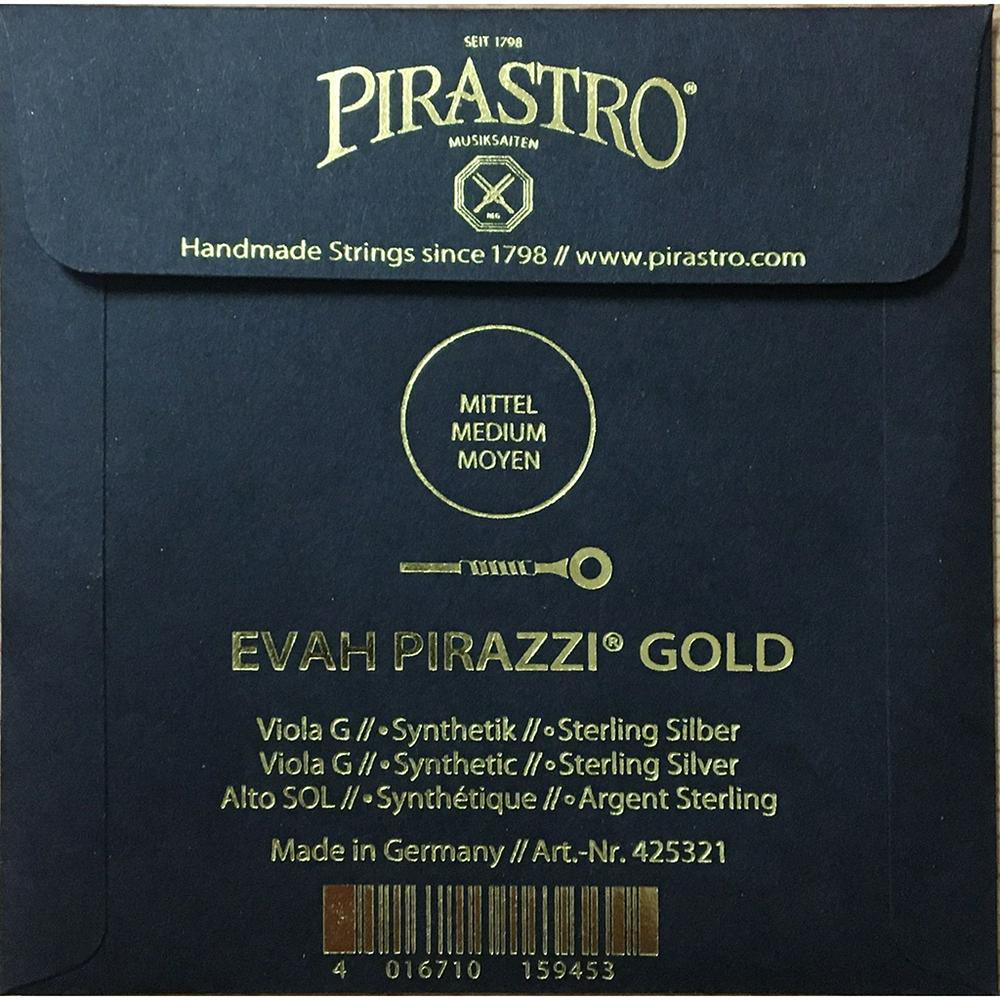 SEIT 1798
PIRASTRO®
MUSIKSAITEN
MG
Handmade Strings since 1798 // www.pirastro.com
MITTEL
MEDIUM
MOYEN
EVAH PIRAZZI® GOLD
Viola G // • Synthetik // ∘ Sterling Silber
Viola G // • Synthetic // ∘ Sterling Silver
Alto SOL // • Synthétique // ∘ Argent Sterling
Made in Germany // Art.-Nr. 425321
4 016710 159453